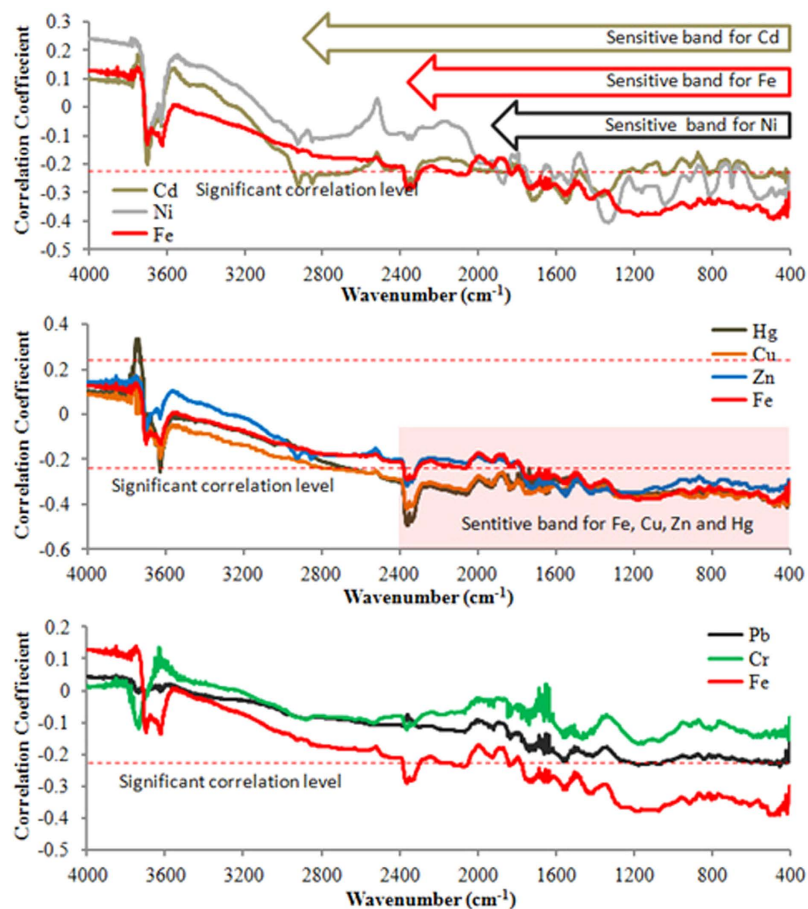 0.3
0.2
0.1
0
-0.1
-0.2
-0.3
-0.4
-0.5
Correlation Coeffiecient
Sensitive band for Cd
Sensitive band for Fe
Sensitive band for Ni
Significant correlation level
Cd
Ni
Fe
4000 3600 3200 2800 2400 2000 1600 1200 800 400
Wavenumber (cm-1)
0.4
0.2
0
-0.2
-0.4
-0.6
Correlation Coeffiecient
Hg
Cu
Zn
Fe
Significant correlation level
Sentitive band for Fe, Cu, Zn and Hg
4000 3600 3200 2800 2400 2000 1600 1200 800 400
Wavenumber (cm-1)
0.2
0.1
0
-0.1
-0.2
-0.3
-0.4
-0.5
Correlation Coeffiecient
Pb
Cr
Fe
Significant correlation level
4000 3600 3200 2800 2400 2000 1600 1200 800 400
Wavenumber (cm-1)